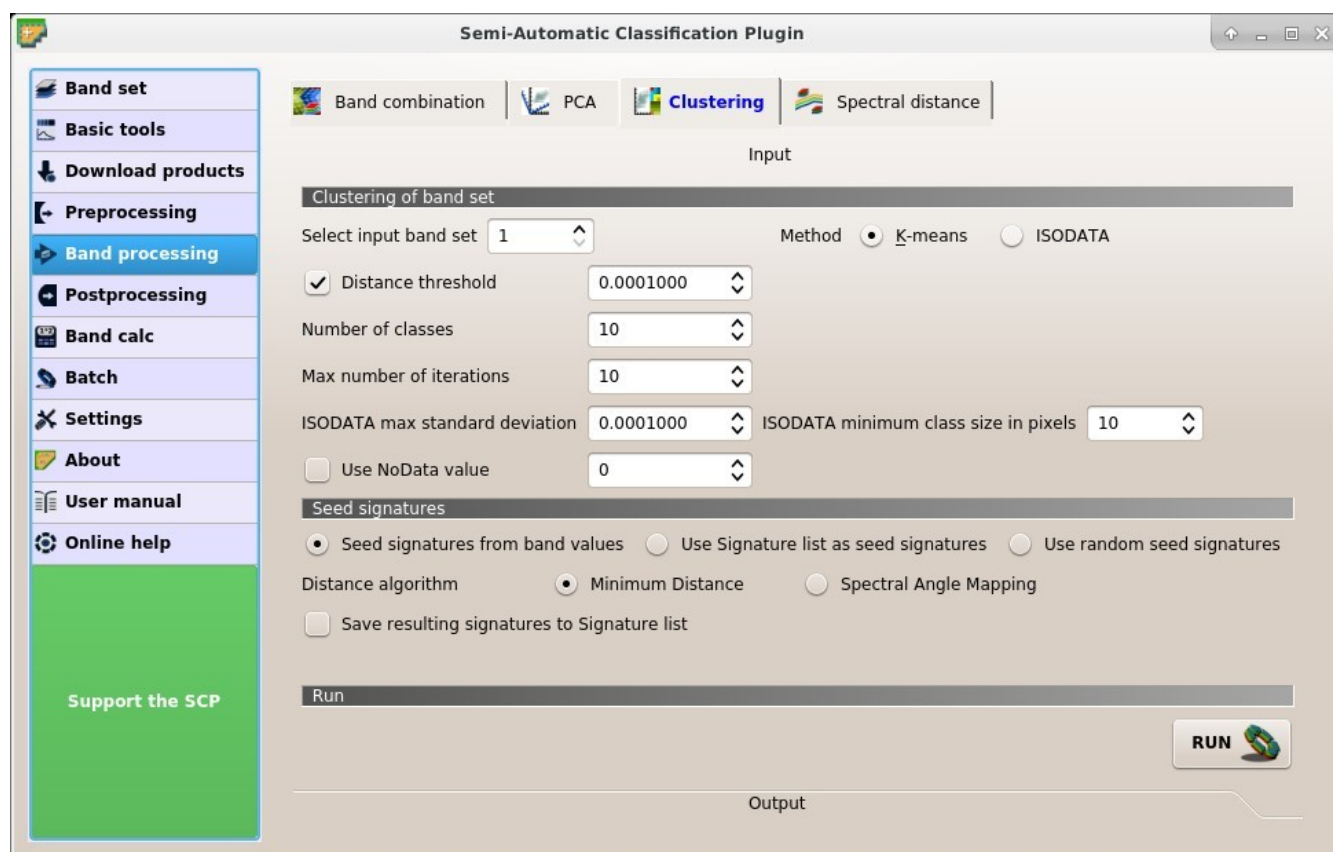 Semi-Automatic Classification Plugin
Band set
Basic tools
Download products
Preprocessing
Band processing
Postprocessing
Band calc
Batch
Settings
About
User manual
Online help
Support the SCP
Band combination PCA Clustering Spectral distance
Input
Clustering of band set
Select input band set 1 Method K-means ISODATA
Distance threshold 0.0001000
Number of classes 10
Max number of iterations 10
ISODATA max standard deviation 0.0001000 ISODATA minimum class size in pixels 10
Use NoData value 0
Seed signatures
Seed signatures from band values Use Signature list as seed signatures Use random seed signatures
Distance algorithm Minimum Distance Spectral Angle Mapping
Save resulting signatures to Signature list
Run
RUN
Output